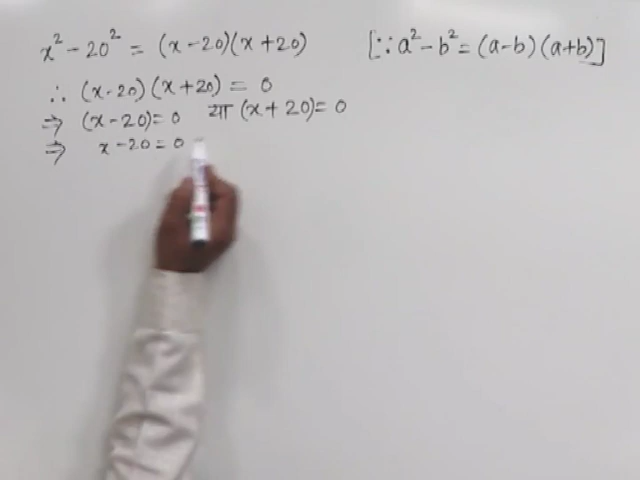 x² - 20² = (x - 20)(x + 20) [∵ a² - b² = (a-b)(a+b)]
∴ (x - 20)(x + 20) = 0
⇒ (x - 20) = 0 या (x + 20) = 0
⇒ x - 20 = 0